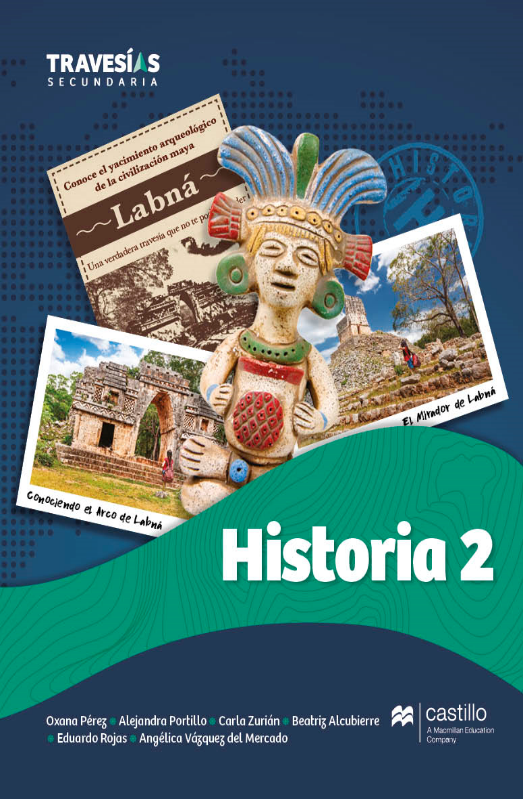 TRAVESÍAS
SECUNDARIA
Conoce el yacimiento arqueológico
de la civilización maya
Labná
Una verdadera travesía que no te po
der
HISTOR
H
El Mirador de Labná
Conociendo el Arco de Labná
Historia 2
Oxana Pérez • Alejandra Portillo • Carla Zurián • Beatriz Alcubierre
• Eduardo Rojas • Angélica Vázquez del Mercado
castillo
A Macmillan Education
Company